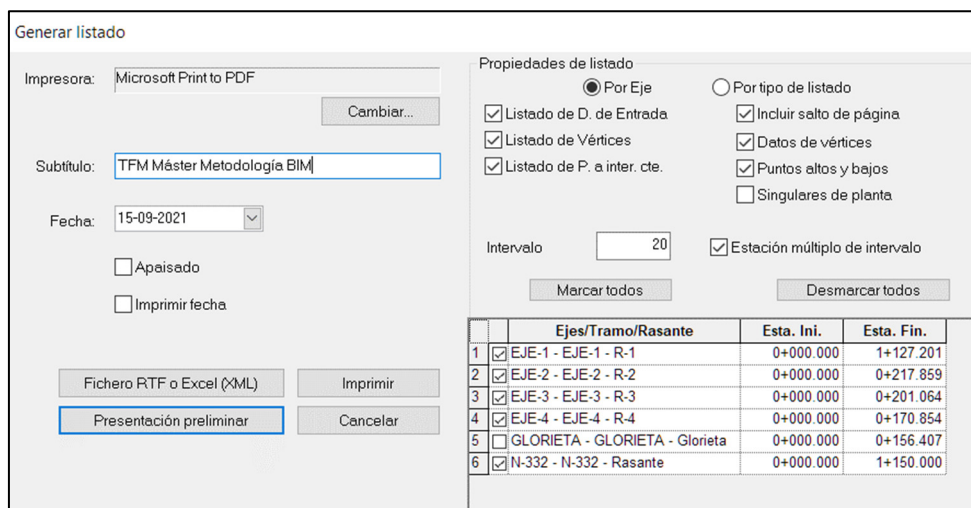 Generar listado
Impresora: Microsoft Print to PDF
Cambiar...
Subtítulo: TFM Máster Metodología BIM
Fecha: 15-09-2021
Apaisado
Imprimir fecha
Fichero RTF o Excel (XML) Imprimir
Presentación preliminar Cancelar
Propiedades de listado
Por Eje Por tipo de listado
Listado de D. de Entrada Incluir salto de página
Listado de Vértices Datos de vértices
Listado de P. a inter. cte. Puntos altos y bajos
Singulares de planta
Intervalo 20 Estación múltiplo de intervalo
Marcar todos Desmarcar todos
Ejes/Tramo/Rasante Esta. Ini. Esta. Fin.
1 EJE-1 - EJE-1 - R-1 0+000.000 1+127.201
2 EJE-2 - EJE-2 - R-2 0+000.000 0+217.859
3 EJE-3 - EJE-3 - R-3 0+000.000 0+201.064
4 EJE-4 - EJE-4 - R-4 0+000.000 0+170.854
5 GLORIETA - GLORIETA - Glorieta 0+000.000 0+156.407
6 N-332 - N-332 - Rasante 0+000.000 1+150.000